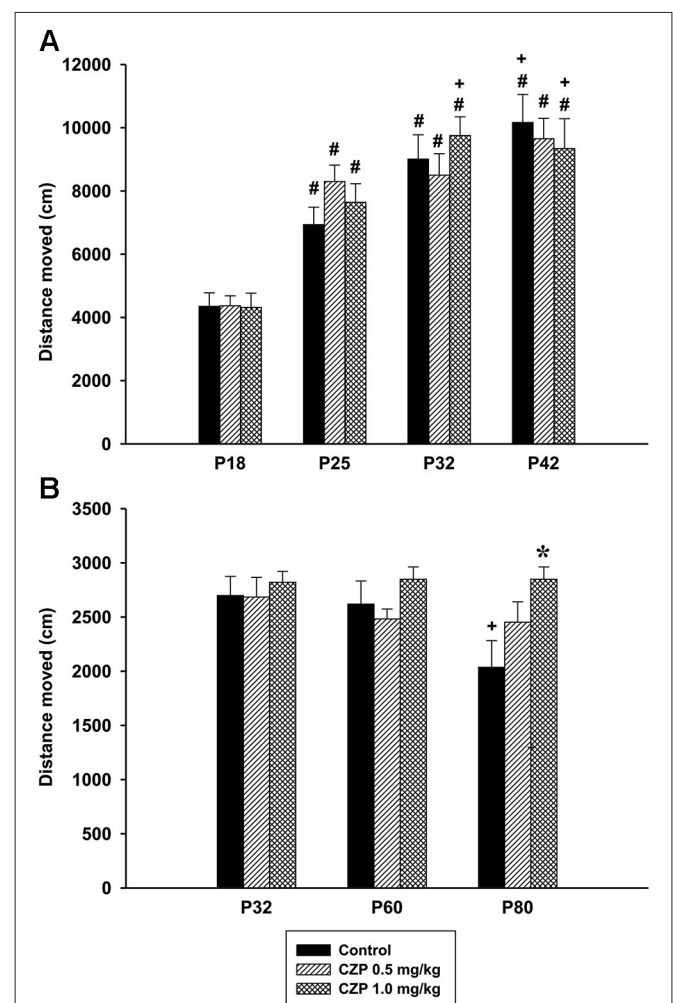 A
12000
10000
8000
6000
4000
2000
0
Distance moved (cm)
# # #
# # + #
+ # # + #
P18 P25 P32 P42
B
3500
3000
2500
2000
1500
1000
500
0
Distance moved (cm)
+ *
P32 P60 P80
Control
CZP 0.5 mg/kg
CZP 1.0 mg/kg